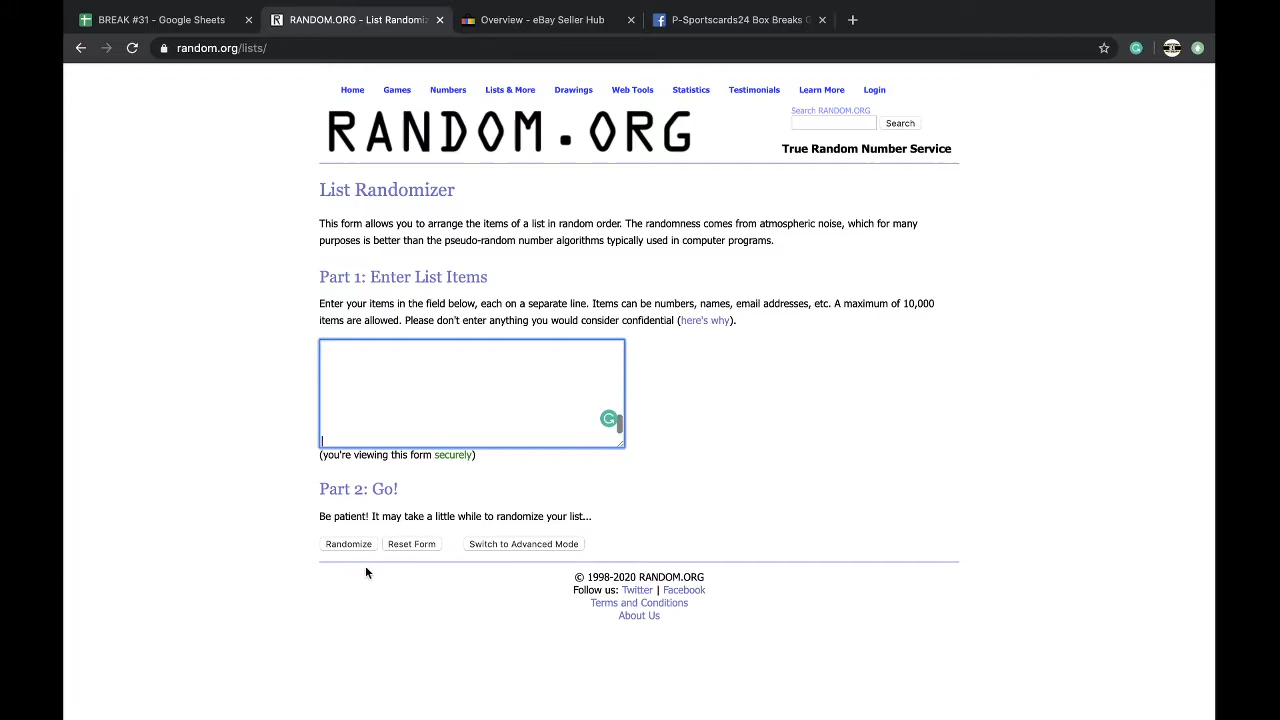 BREAK #31 - Google Sheets
RANDOM.ORG - List Randomiz
Overview - eBay Seller Hub
P-Sportscards24 Box Breaks G
random.org/lists/
Home Games Numbers Lists & More Drawings Web Tools Statistics Testimonials Learn More Login
RANDOM.ORG
Search RANDOM.ORG
Search
True Random Number Service
List Randomizer
This form allows you to arrange the items of a list in random order. The randomness comes from atmospheric noise, which for many
purposes is better than the pseudo-random number algorithms typically used in computer programs.
Part 1: Enter List Items
Enter your items in the field below, each on a separate line. Items can be numbers, names, email addresses, etc. A maximum of 10,000
items are allowed. Please don't enter anything you would consider confidential (here's why).
(you're viewing this form securely)
Part 2: Go!
Be patient! It may take a little while to randomize your list...
Randomize Reset Form Switch to Advanced Mode
© 1998-2020 RANDOM.ORG
Follow us: Twitter | Facebook
Terms and Conditions
About Us